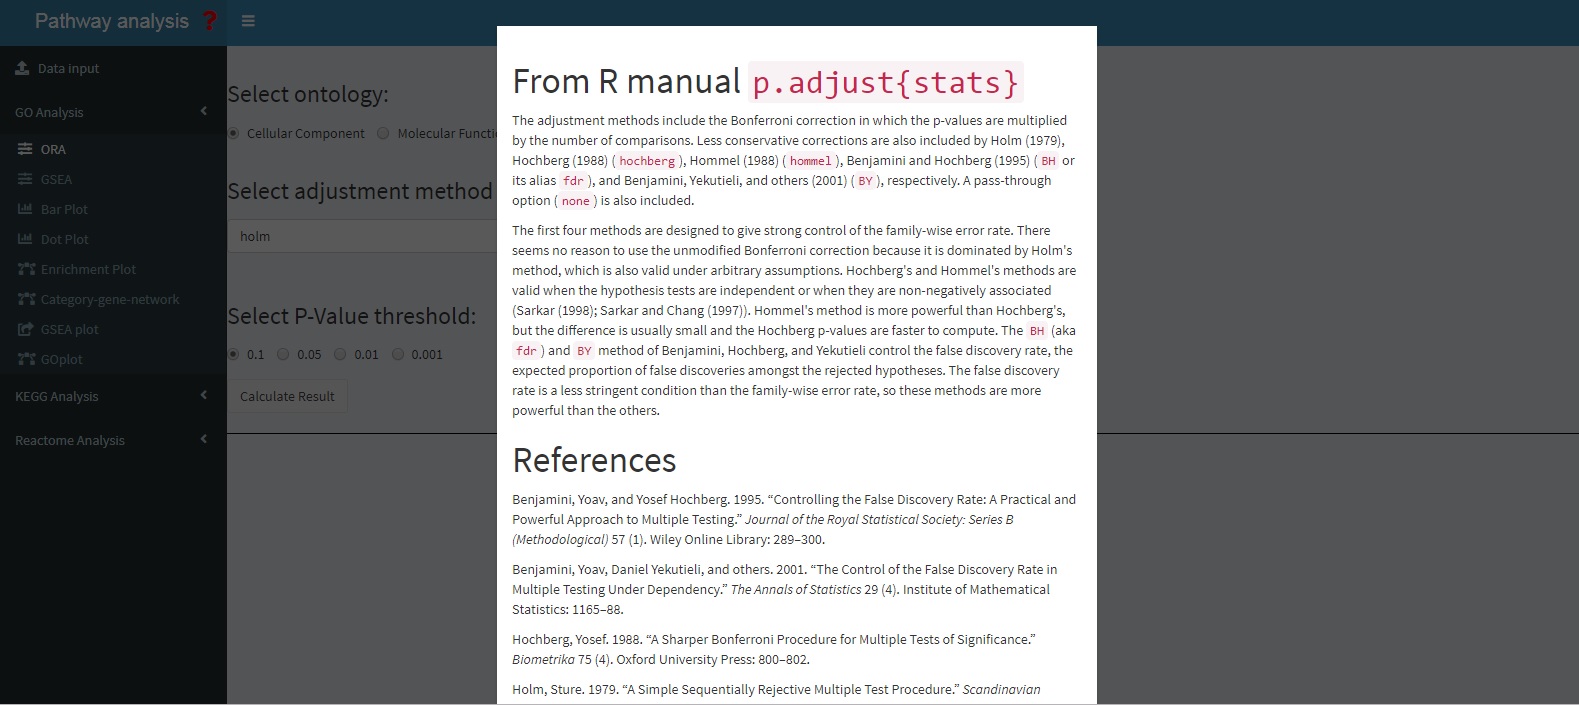 Pathway analysis ?
Data input
GO Analysis
ORA
GSEA
Bar Plot
Dot Plot
Enrichment Plot
Category-gene-network
GSEA plot
GOplot
KEGG Analysis
Reactome Analysis
Select ontology:
Cellular Component Molecular Functi
Select adjustment method
holm
Select P-Value threshold:
0.1 0.05 0.01 0.001
Calculate Result
From R manual p.adjust{stats}
The adjustment methods include the Bonferroni correction in which the p-values are multiplied
by the number of comparisons. Less conservative corrections are also included by Holm (1979),
Hochberg (1988) ( hochberg ), Hommel (1988) ( hommel ), Benjamini and Hochberg (1995) ( BH or
its alias fdr ), and Benjamini, Yekutieli, and others (2001) ( BY ), respectively. A pass-through
option ( none ) is also included.
The first four methods are designed to give strong control of the family-wise error rate. There
seems no reason to use the unmodified Bonferroni correction because it is dominated by Holm's
method, which is also valid under arbitrary assumptions. Hochberg's and Hommel's methods are
valid when the hypothesis tests are independent or when they are non-negatively associated
(Sarkar (1998); Sarkar and Chang (1997)). Hommel's method is more powerful than Hochberg's,
but the difference is usually small and the Hochberg p-values are faster to compute. The BH (aka
fdr ) and BY method of Benjamini, Hochberg, and Yekutieli control the false discovery rate, the
expected proportion of false discoveries amongst the rejected hypotheses. The false discovery
rate is a less stringent condition than the family-wise error rate, so these methods are more
powerful than the others.
References
Benjamini, Yoav, and Yosef Hochberg. 1995. “Controlling the False Discovery Rate: A Practical and
Powerful Approach to Multiple Testing.” Journal of the Royal Statistical Society: Series B
(Methodological) 57 (1). Wiley Online Library: 289–300.
Benjamini, Yoav, Daniel Yekutieli, and others. 2001. “The Control of the False Discovery Rate in
Multiple Testing Under Dependency.” The Annals of Statistics 29 (4). Institute of Mathematical
Statistics: 1165–88.
Hochberg, Yosef. 1988. “A Sharper Bonferroni Procedure for Multiple Tests of Significance.”
Biometrika 75 (4). Oxford University Press: 800–802.
Holm, Sture. 1979. “A Simple Sequentially Rejective Multiple Test Procedure.” Scandinavian